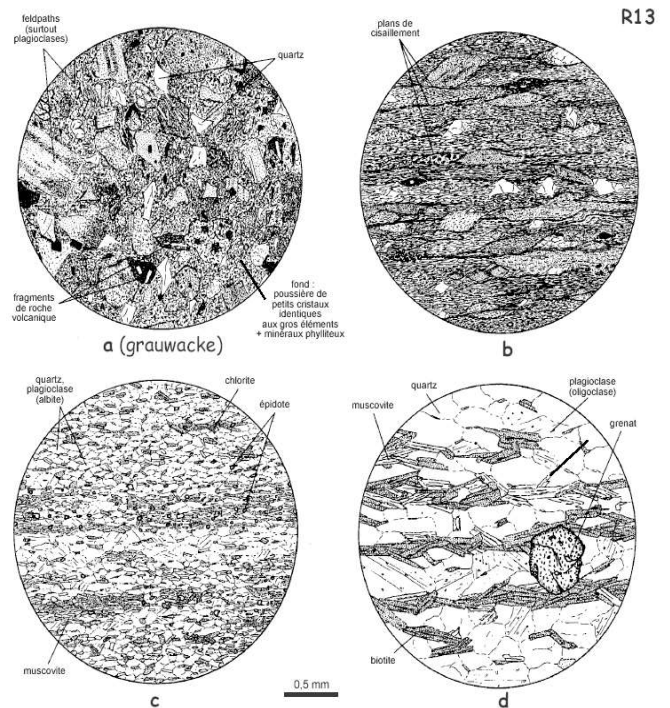 R13
feldpaths
(surtout
plagioclases)
quartz
fragments
de roche
volcanique
fond :
poussière de
petits cristaux
identiques
aux gros éléments
+ minéraux phylliteux
a (grauwacke)
plans de
cisaillement
b
quartz,
plagioclase
(albite)
chlorite
épidote
muscovite
c
0,5 mm
quartz
plagioclase
(oligoclase)
muscovite
grenat
biotite
d